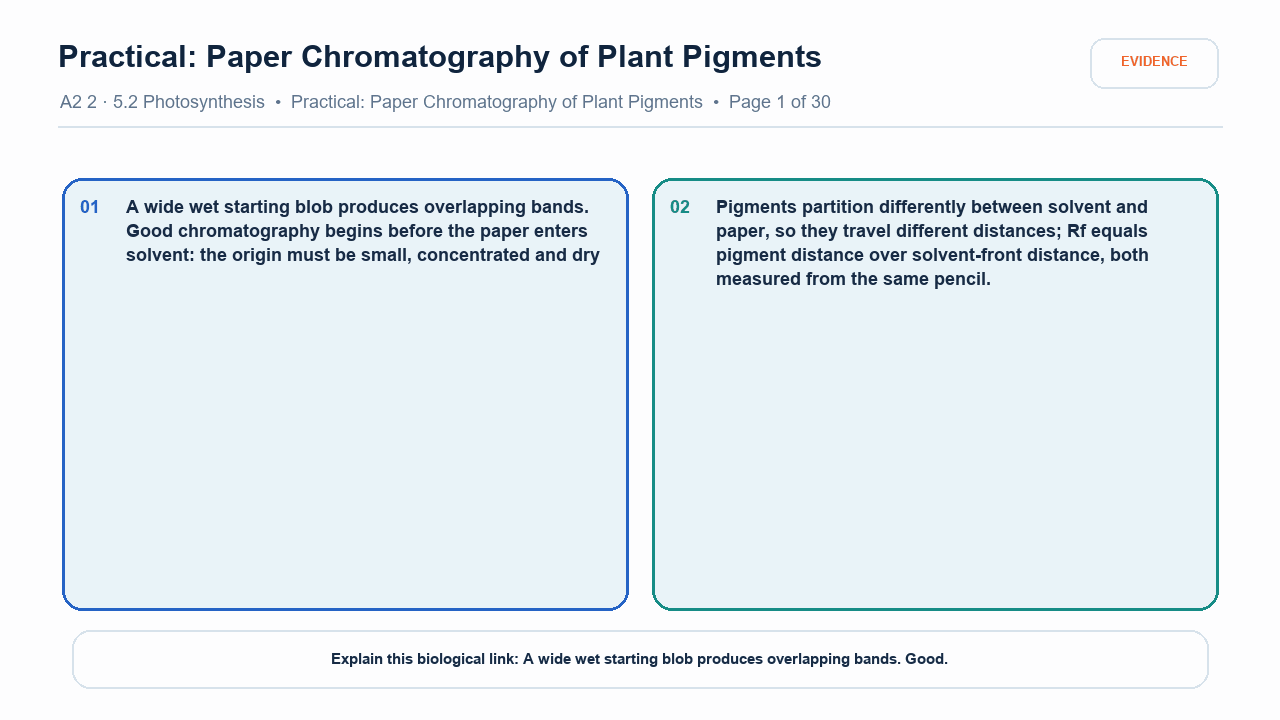 Practical: Paper Chromatography of Plant Pigments
EVIDENCE
A2 2 · 5.2 Photosynthesis • Practical: Paper Chromatography of Plant Pigments • Page 1 of 30
01
A wide wet starting blob produces overlapping bands.
Good chromatography begins before the paper enters
solvent: the origin must be small, concentrated and dry
02
Pigments partition differently between solvent and
paper, so they travel different distances; Rf equals
pigment distance over solvent-front distance, both
measured from the same pencil.
Explain this biological link: A wide wet starting blob produces overlapping bands. Good.